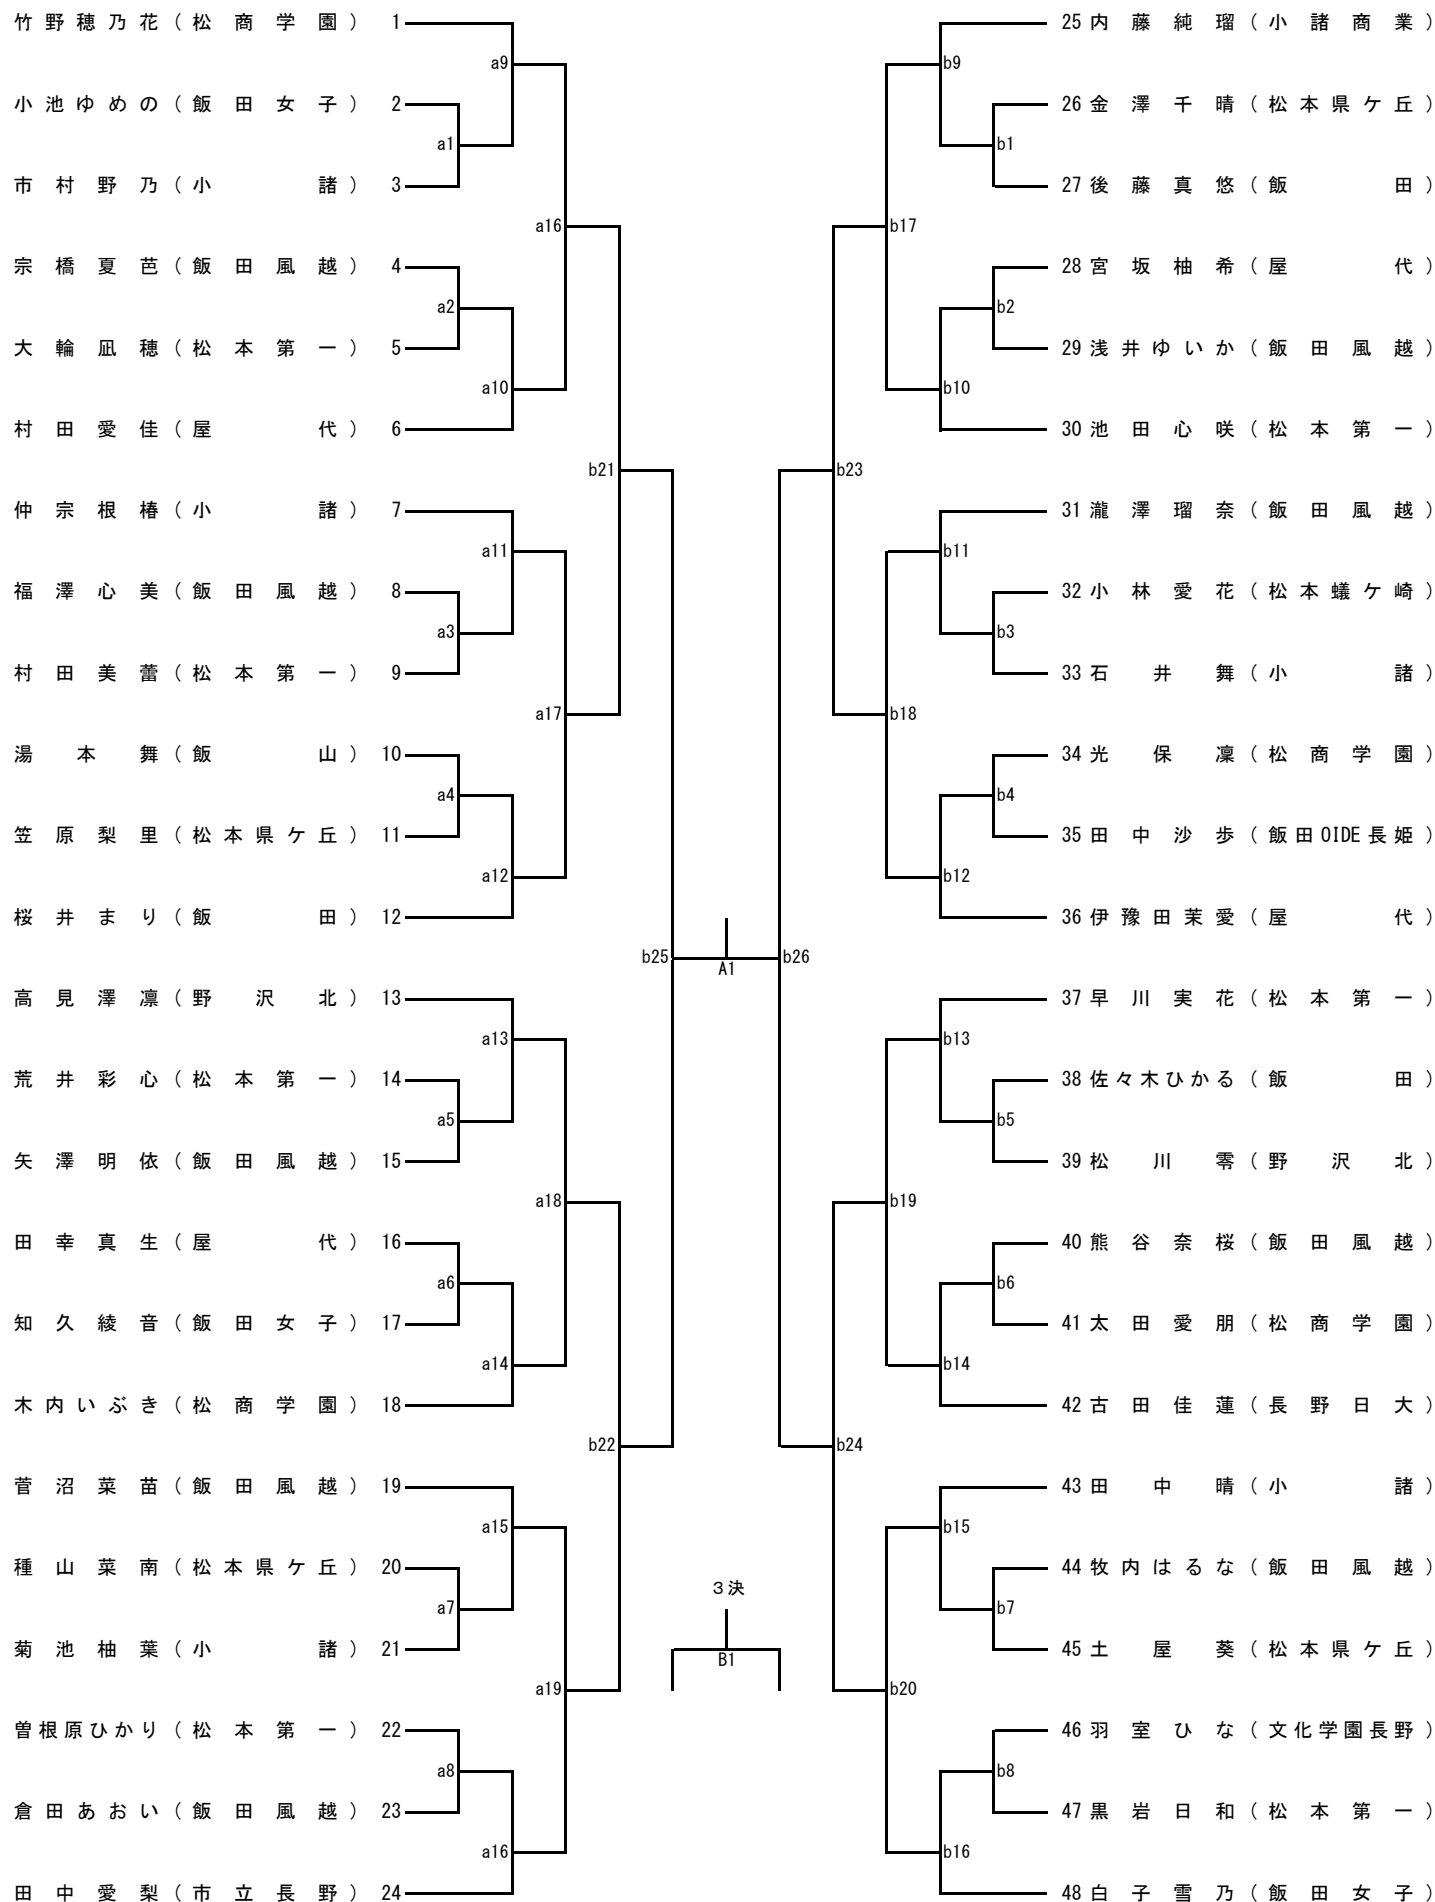 竹野穂乃花（松商学園） 1
a9
小池ゆめの（飯田女子） 2
a1
市村野乃（小諸） 3
a16
宗橋夏芭（飯田風越） 4
a2
大輪凪穂（松本第一） 5
a10
村田愛佳（屋代） 6
b21
仲宗根椿（小諸） 7
a11
福澤心美（飯田風越） 8
a3
村田美蕾（松本第一） 9
a17
湯本舞（飯山） 10
a4
笠原梨里（松本県ケ丘） 11
a12
桜井まり（飯田） 12
b25
高見澤凛（野沢北） 13
a13
荒井彩心（松本第一） 14
a5
矢澤明依（飯田風越） 15
a18
田幸真生（屋代） 16
a6
知久綾音（飯田女子） 17
a14
木内いぶき（松商学園） 18
b22
菅沼菜苗（飯田風越） 19
a15
種山菜南（松本県ケ丘） 20
a7
菊池柚葉（小諸） 21
a19
曽根原ひかり（松本第一） 22
a8
倉田あおい（飯田風越） 23
a16
田中愛梨（市立長野） 24
A1
３決
B1
25 内藤純瑠（小諸商業）
b9
26 金澤千晴（松本県ケ丘）
b1
27 後藤真悠（飯田）
b17
28 宮坂柚希（屋代）
b2
29 浅井ゆいか（飯田風越）
b10
30 池田心咲（松本第一）
b23
31 瀧澤瑠奈（飯田風越）
b11
32 小林愛花（松本蟻ケ崎）
b3
33 石井舞（小諸）
b18
34 光保凜（松商学園）
b4
35 田中沙歩（飯田OIDE長姫）
b12
36 伊豫田茉愛（屋代）
b26
37 早川実花（松本第一）
b13
38 佐々木ひかる（飯田）
b5
39 松川零（野沢北）
b19
40 熊谷奈桜（飯田風越）
b6
41 太田愛朋（松商学園）
b14
42 古田佳蓮（長野日大）
b24
43 田中晴（小諸）
b15
44 牧内はるな（飯田風越）
b7
45 土屋葵（松本県ケ丘）
b20
46 羽室ひな（文化学園長野）
b8
47 黒岩日和（松本第一）
b16
48 白子雪乃（飯田女子）